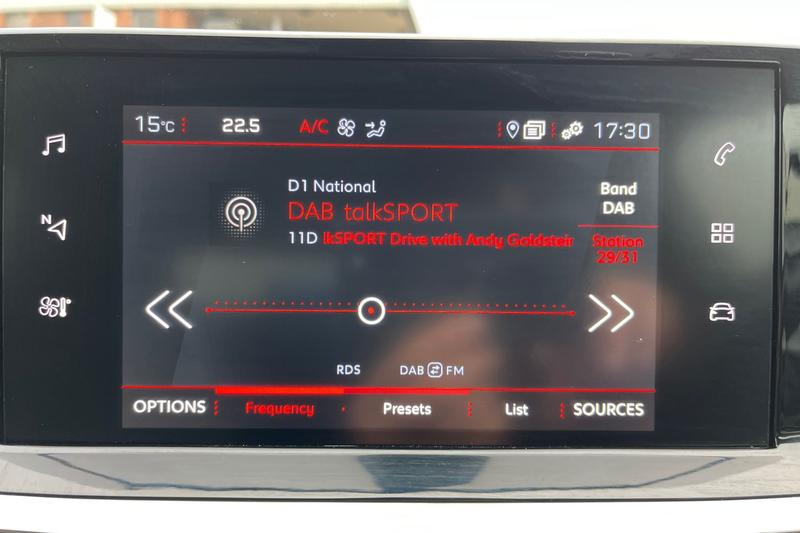 15°C 22.5 A/C 17:30
D1 National
DAB talkSPORT
11D lkSPORT Drive with Andy Goldstein
Band
DAB
Station
29/31
N
RDS DAB FM
OPTIONS Frequency Presets List SOURCES